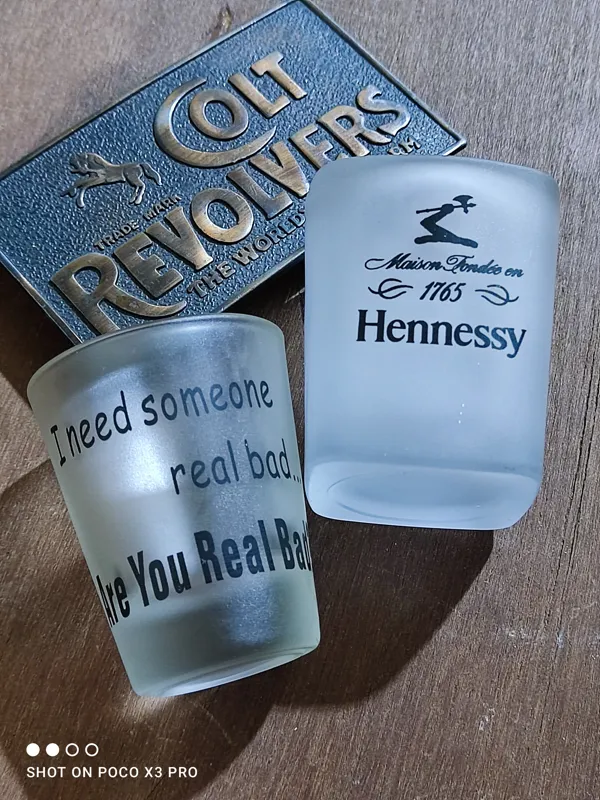 COLT
TRADE MARK
REVOLVERS
THE WORLD'S
RM
Maison Fondée en
1765
Hennessy
I need someone
real bad...
Are You Real Bad
SHOT ON POCO X3 PRO